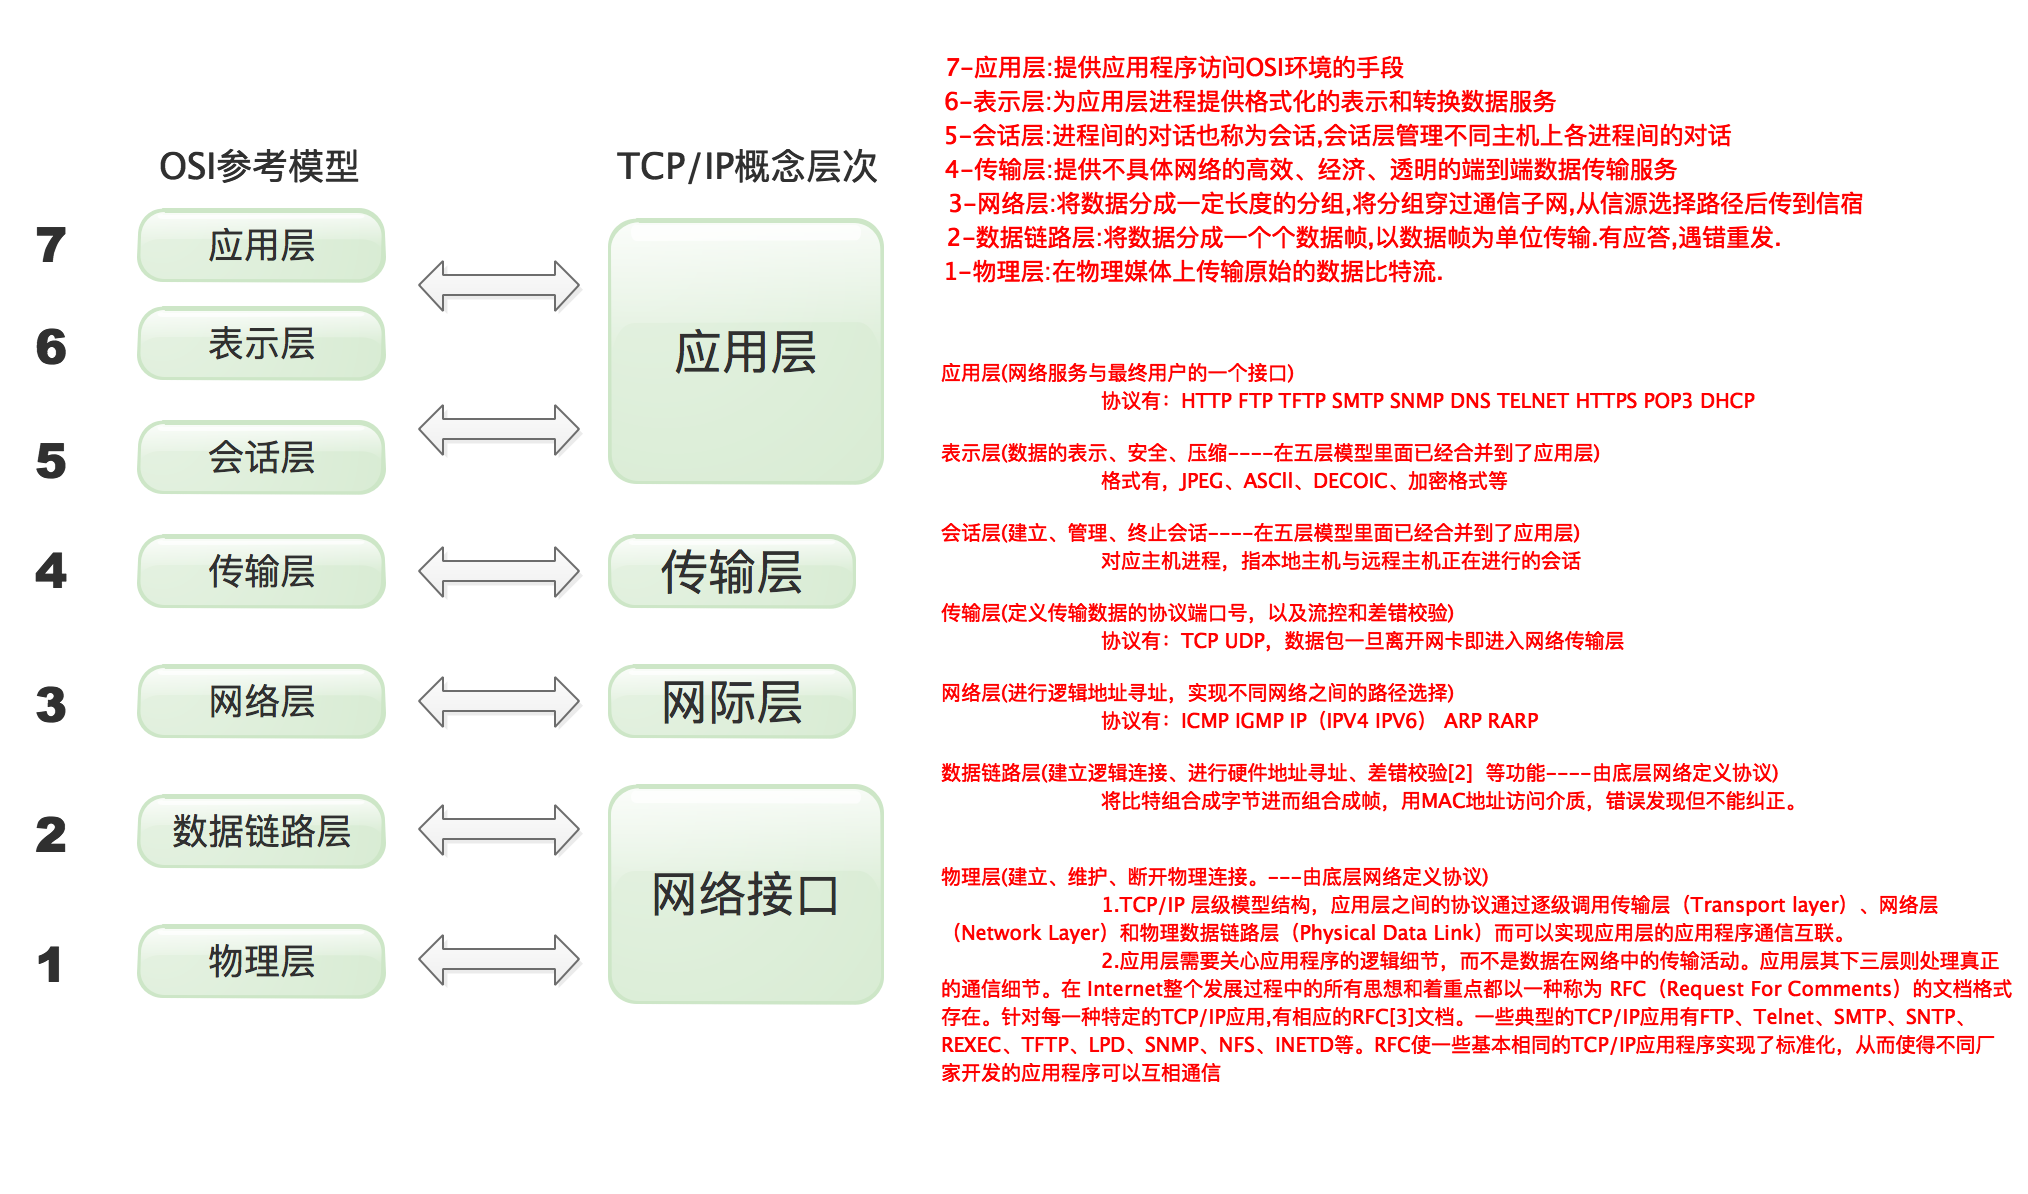 OSI参考模型
TCP/IP概念层次
7
应用层
6
表示层
5
会话层
应用层
4
传输层
传输层
3
网络层
网际层
2
数据链路层
1
物理层
网络接口
7-应用层:提供应用程序访问OSI环境的手段
6-表示层:为应用层进程提供格式化的表示和转换数据服务
5-会话层:进程间的对话也称为会话,会话层管理不同主机上各进程间的对话
4-传输层:提供不具体网络的高效、经济、透明的端到端数据传输服务
3-网络层:将数据分成一定长度的分组,将分组穿过通信子网,从信源选择路径后传到信宿
2-数据链路层:将数据分成一个个数据帧,以数据帧为单位传输.有应答,遇错重发.
1-物理层:在物理媒体上传输原始的数据比特流.
应用层(网络服务与最终用户的一个接口)
协议有：HTTP FTP TFTP SMTP SNMP DNS TELNET HTTPS POP3 DHCP
表示层(数据的表示、安全、压缩----在五层模型里面已经合并到了应用层)
格式有，JPEG、ASCll、DECOIC、加密格式等
会话层(建立、管理、终止会话----在五层模型里面已经合并到了应用层)
对应主机进程，指本地主机与远程主机正在进行的会话
传输层(定义传输数据的协议端口号，以及流控和差错校验)
协议有：TCP UDP，数据包一旦离开网卡即进入网络传输层
网络层(进行逻辑地址寻址，实现不同网络之间的路径选择)
协议有：ICMP IGMP IP（IPV4 IPV6） ARP RARP
数据链路层(建立逻辑连接、进行硬件地址寻址、差错校验[2] 等功能----由底层网络定义协议)
将比特组合成字节进而组合成帧，用MAC地址访问介质，错误发现但不能纠正。
物理层(建立、维护、断开物理连接。---由底层网络定义协议)
1.TCP/IP 层级模型结构，应用层之间的协议通过逐级调用传输层（Transport layer）、网络层
（Network Layer）和物理数据链路层（Physical Data Link）而可以实现应用层的应用程序通信互联。
2.应用层需要关心应用程序的逻辑细节，而不是数据在网络中的传输活动。应用层其下三层则处理真正
的通信细节。在 Internet整个发展过程中的所有思想和着重点都以一种称为 RFC（Request For Comments）的文档格式
存在。针对每一种特定的TCP/IP应用,有相应的RFC[3]文档。一些典型的TCP/IP应用有FTP、Telnet、SMTP、SNTP、
REXEC、TFTP、LPD、SNMP、NFS、INETD等。RFC使一些基本相同的TCP/IP应用程序实现了标准化，从而使得不同厂
家开发的应用程序可以互相通信